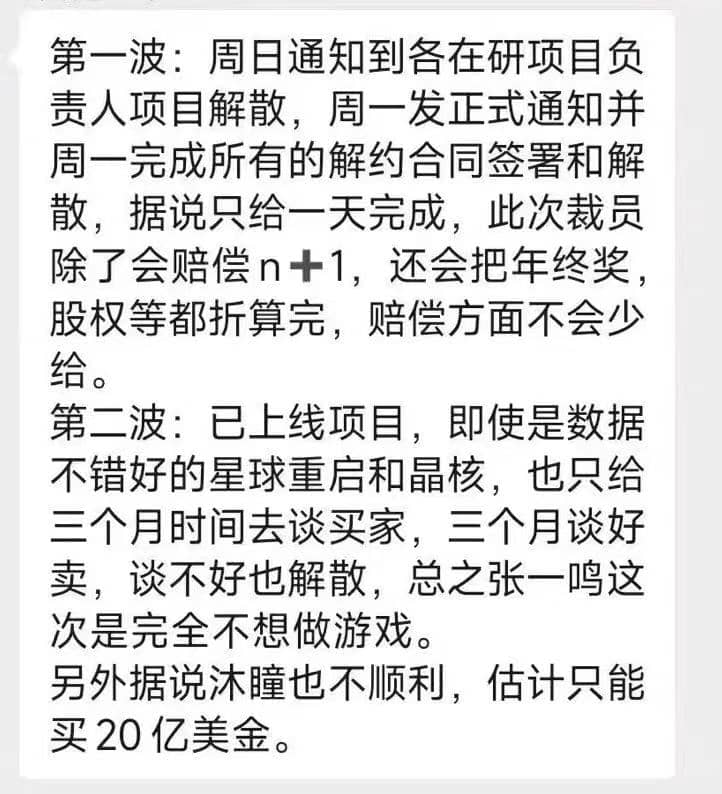 第一波：周日通知到各在研项目负
责人项目解散，周一发正式通知并
周一完成所有的解约合同签署和解
散，据说只给一天完成，此次裁员
除了会赔偿n➕1，还会把年终奖，
股权等都折算完，赔偿方面不会少
给。
第二波：已上线项目，即使是数据
不错好的星球重启和晶核，也只给
三个月时间去谈买家，三个月谈好
卖，谈不好也解散，总之张一鸣这
次是完全不想做游戏。
另外据说沐瞳也不顺利，估计只能
买20亿美金。